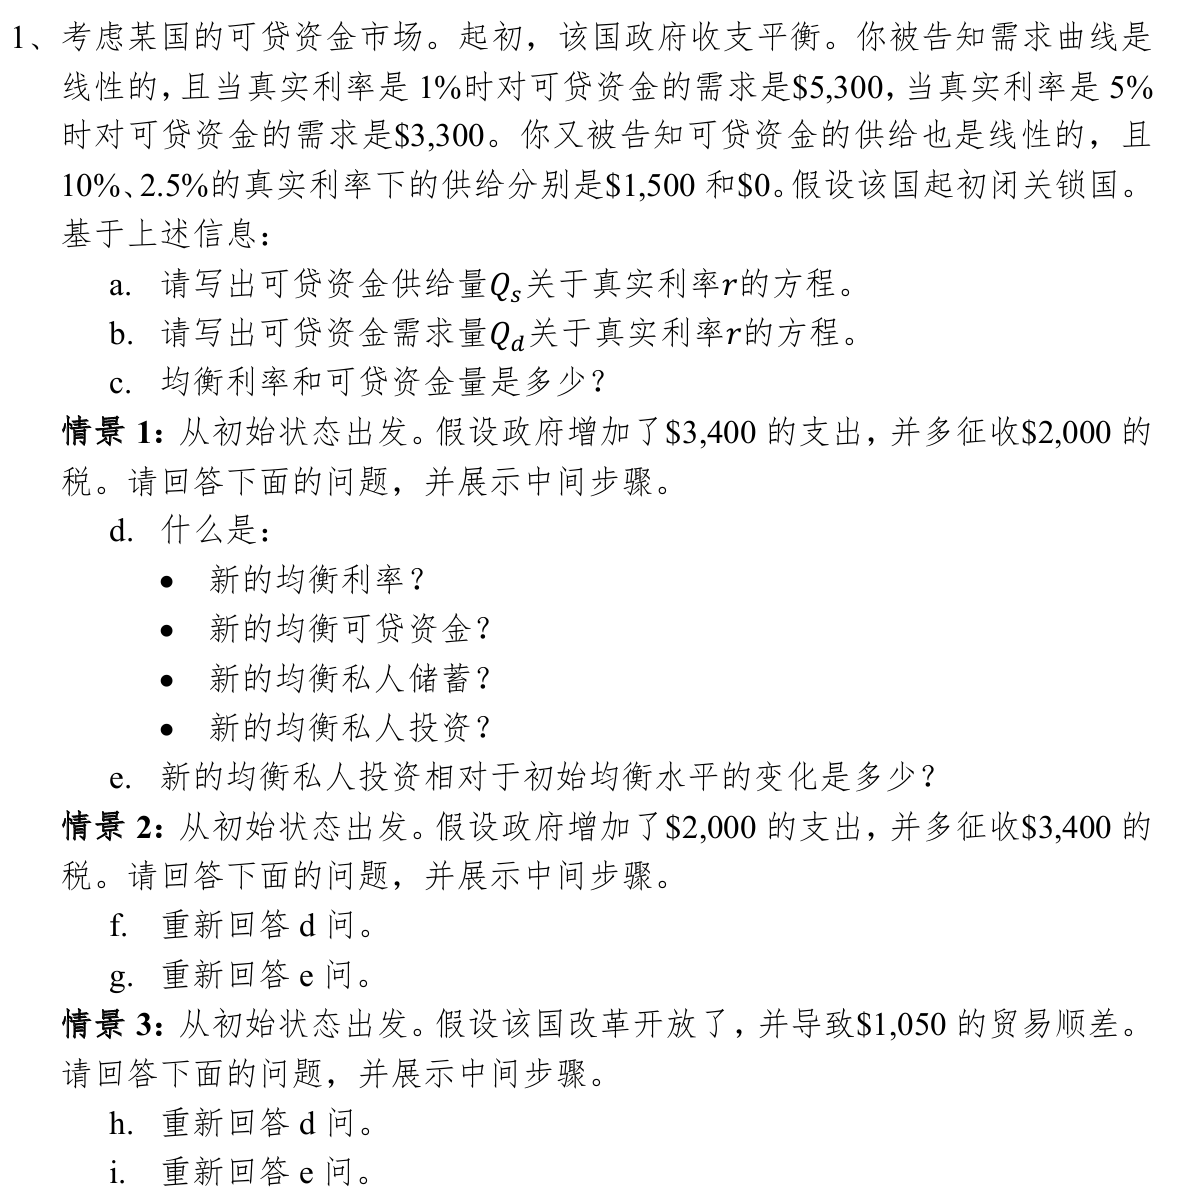 1、考虑某国的可贷资金市场。起初，该国政府收支平衡。你被告知需求曲线是
线性的，且当真实利率是 1%时对可贷资金的需求是$5,300，当真实利率是 5%
时对可贷资金的需求是$3,300。你又被告知可贷资金的供给也是线性的，且
10%、2.5%的真实利率下的供给分别是$1,500 和$0。假设该国起初闭关锁国。
基于上述信息：
a. 请写出可贷资金供给量Qs关于真实利率r的方程。
b. 请写出可贷资金需求量Qd关于真实利率r的方程。
c. 均衡利率和可贷资金量是多少？
情景 1：从初始状态出发。假设政府增加了$3,400 的支出，并多征收$2,000 的
税。请回答下面的问题，并展示中间步骤。
d. 什么是：
• 新的均衡利率？
• 新的均衡可贷资金？
• 新的均衡私人储蓄？
• 新的均衡私人投资？
e. 新的均衡私人投资相对于初始均衡水平的变化是多少？
情景 2：从初始状态出发。假设政府增加了$2,000 的支出，并多征收$3,400 的
税。请回答下面的问题，并展示中间步骤。
f. 重新回答 d 问。
g. 重新回答 e 问。
情景 3：从初始状态出发。假设该国改革开放了，并导致$1,050 的贸易顺差。
请回答下面的问题，并展示中间步骤。
h. 重新回答 d 问。
i. 重新回答 e 问。